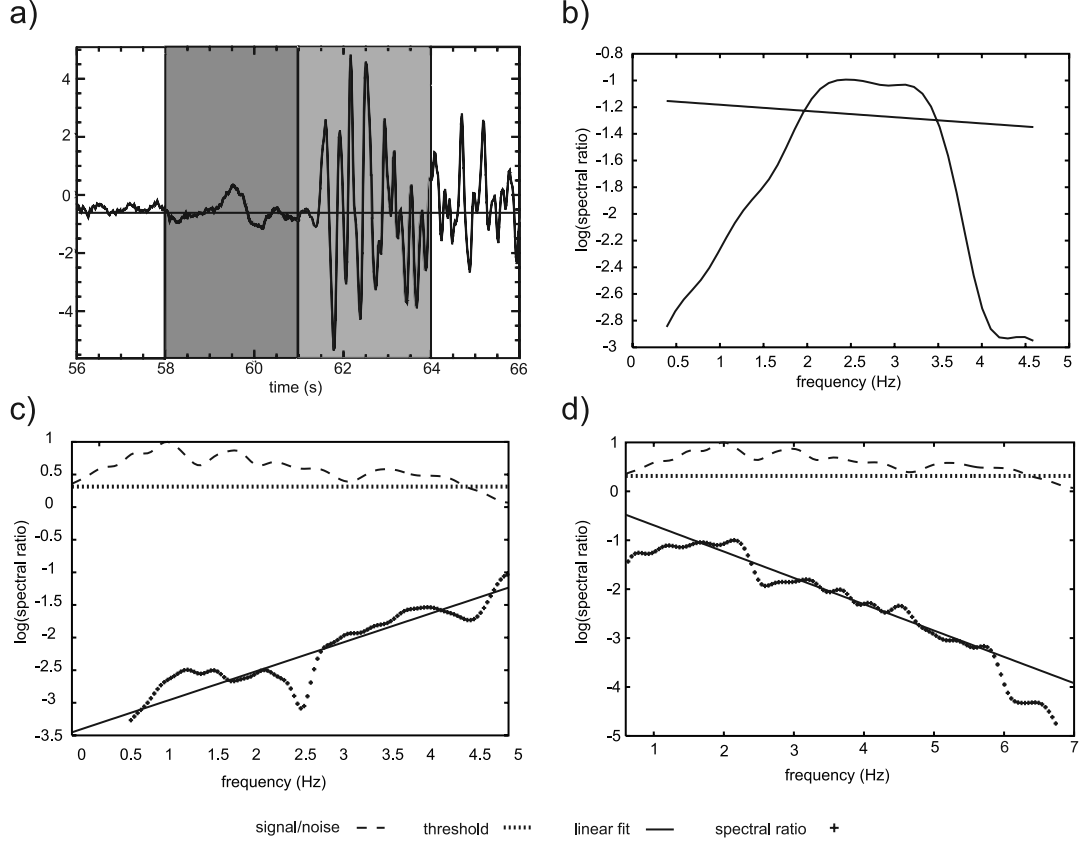 a)
4
2
0
-2
-4
56 58 60 62 64 66
time (s)
b)
log(spectral ratio)
-0.8
-1
-1.2
-1.4
-1.6
-1.8
-2
-2.2
-2.4
-2.6
-2.8
-3
0 0.5 1 1.5 2 2.5 3 3.5 4 4.5 5
frequency (Hz)
c)
log(spectral ratio)
1
0.5
0
-0.5
-1
-1.5
-2
-2.5
-3
-3.5
0 0.5 1 1.5 2 2.5 3 3.5 4 4.5 5
frequency (Hz)
d)
log(spectral ratio)
1
0
-1
-2
-3
-4
-5
1 2 3 4 5 6 7
frequency (Hz)
signal/noise threshold linear fit spectral ratio